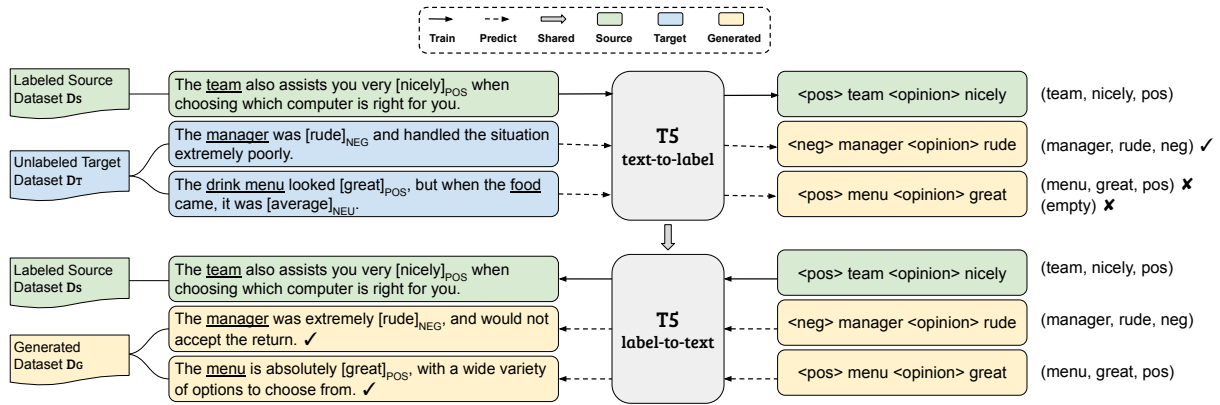 Train Predict Shared Source Target Generated
Labeled Source
Dataset DS
The team also assists you very [nicely]POS when
choosing which computer is right for you.
<pos> team <opinion> nicely
(team, nicely, pos)
Unlabeled Target
Dataset DT
The manager was [rude]NEG and handled the situation
extremely poorly.
T5
text-to-label
<neg> manager <opinion> rude
(manager, rude, neg) ✓
The drink menu looked [great]POS, but when the food
came, it was [average]NEU.
<pos> menu <opinion> great
(menu, great, pos) ✘
(empty) ✘
Labeled Source
Dataset DS
The team also assists you very [nicely]POS when
choosing which computer is right for you.
<pos> team <opinion> nicely
(team, nicely, pos)
Generated
Dataset DG
The manager was extremely [rude]NEG, and would not
accept the return. ✓
T5
label-to-text
<neg> manager <opinion> rude
(manager, rude, neg)
The menu is absolutely [great]POS, with a wide variety
of options to choose from. ✓
<pos> menu <opinion> great
(menu, great, pos)